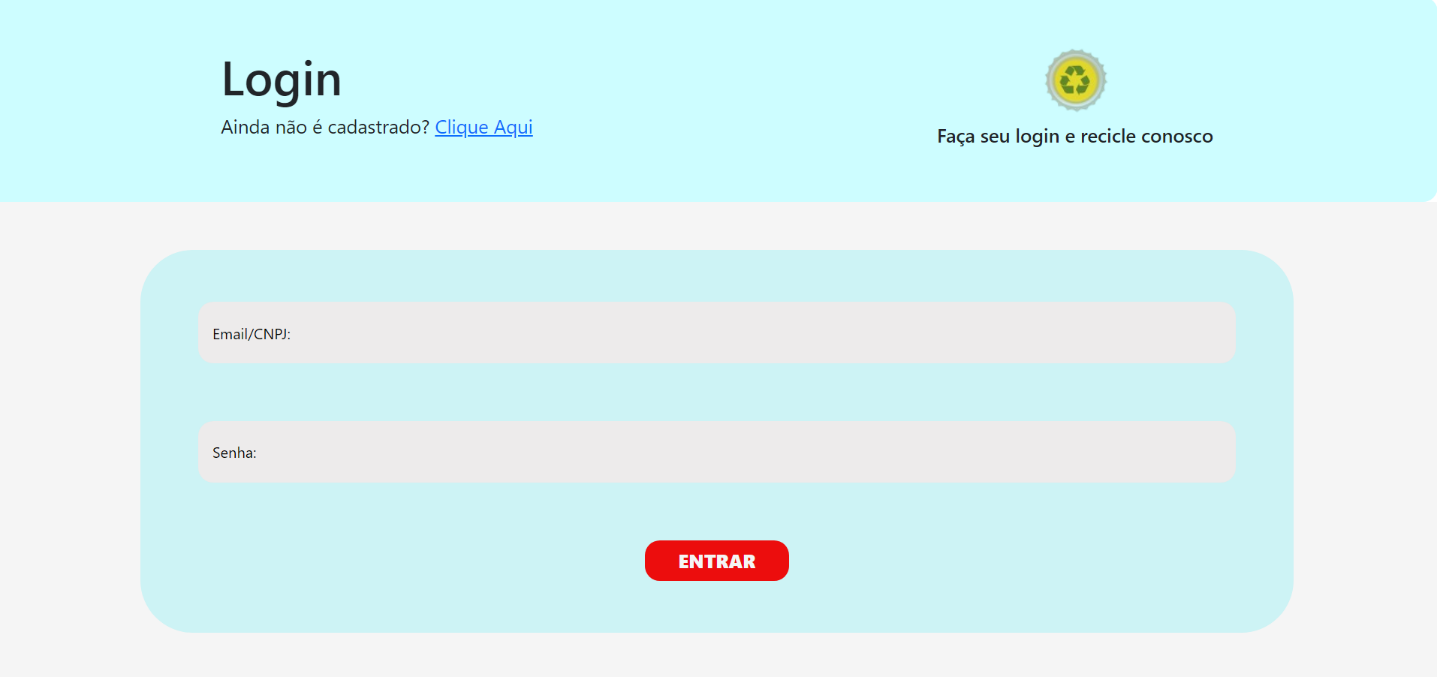 Login
Ainda não é cadastrado? Clique Aqui
Faça seu login e recicle conosco
Email/CNPJ:
Senha:
ENTRAR